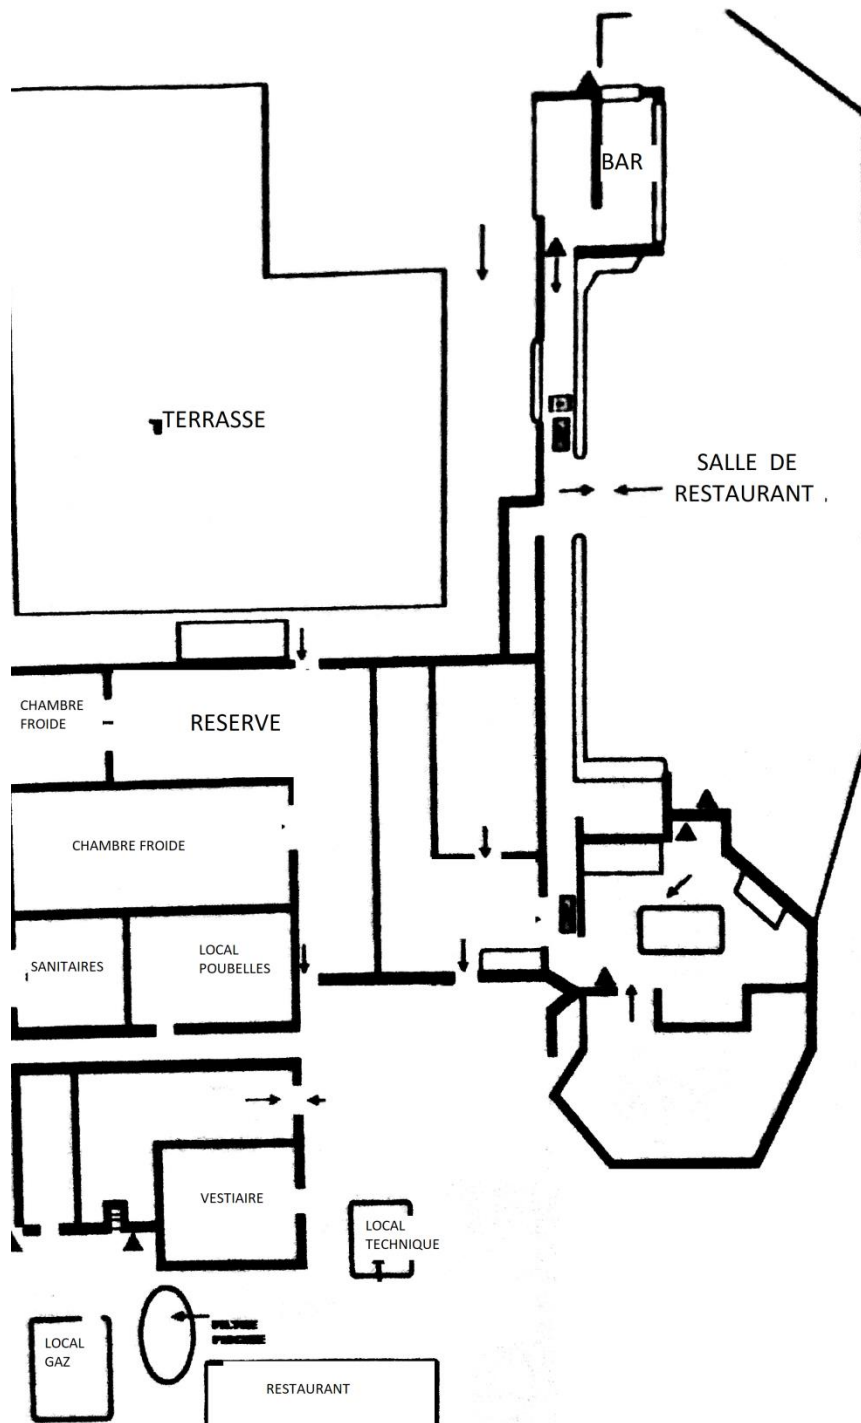 BAR
TERRASSE
SALLE DE
RESTAURANT
CHAMBRE
FROIDE
RESERVE
CHAMBRE FROIDE
SANITAIRES
LOCAL
POUBELLES
VESTIAIRE
LOCAL
TECHNIQUE
LOCAL
GAZ
RESTAURANT